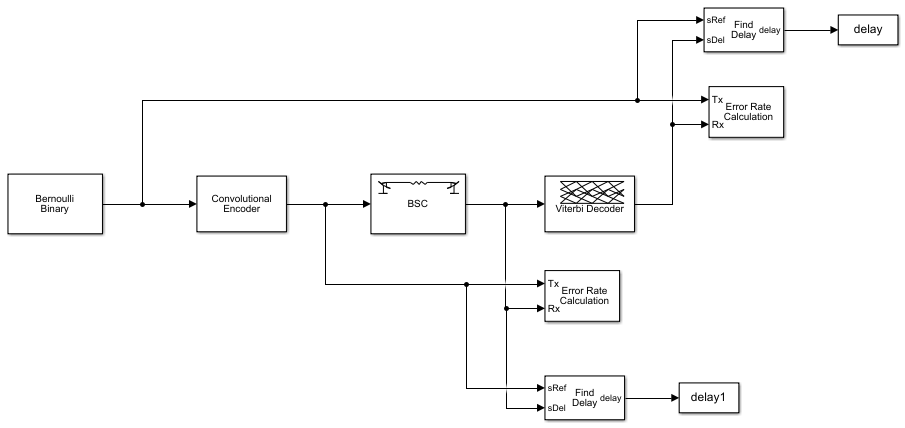 sRef
Find
Delay
delay
sDel
delay
Tx
Error Rate
Calculation
Rx
Bernoulli
Binary
Convolutional
Encoder
BSC
Viterbi Decoder
Tx
Error Rate
Calculation
Rx
sRef
Find
Delay
delay
sDel
delay1